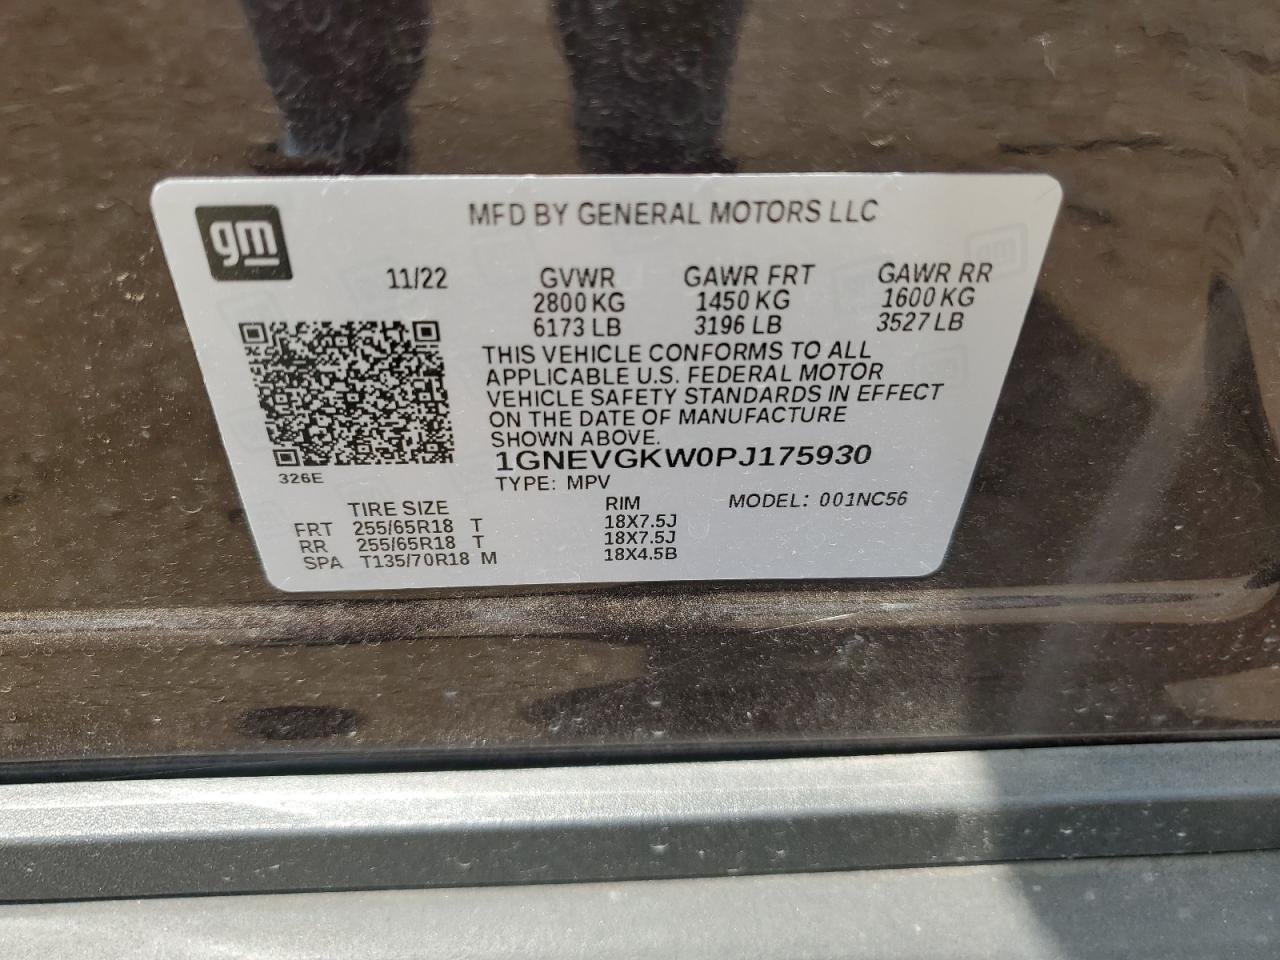 gm
MFD BY GENERAL MOTORS LLC
11/22 GVWR GAWR FRT GAWR RR
2800 KG 1450 KG 1600 KG
6173 LB 3196 LB 3527 LB
THIS VEHICLE CONFORMS TO ALL
APPLICABLE U.S. FEDERAL MOTOR
VEHICLE SAFETY STANDARDS IN EFFECT
ON THE DATE OF MANUFACTURE
SHOWN ABOVE.
1GNEVGKW0PJ175930
326E
TYPE: MPV
TIRE SIZE RIM MODEL: 001NC56
FRT 255/65R18 T 18X7.5J
RR 255/65R18 T 18X7.5J
SPA T135/70R18 M 18X4.5B